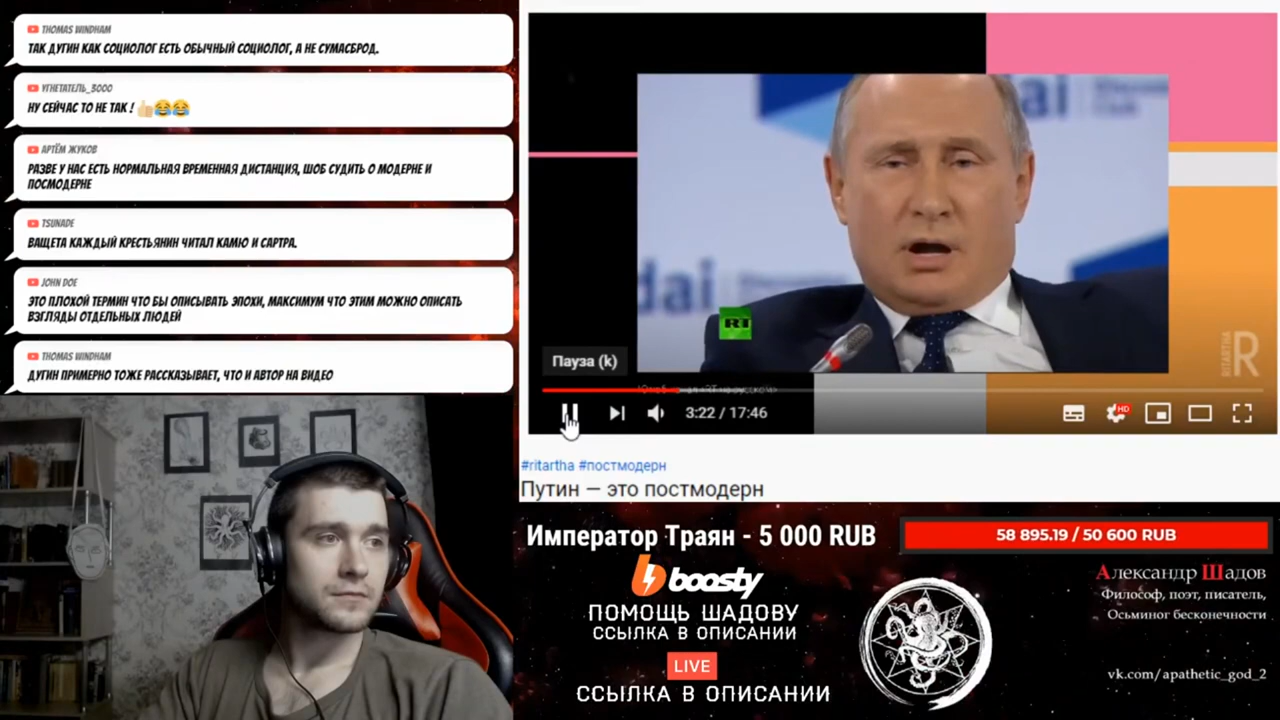 THOMAS WINDHAM
ТАК ДУГИН КАК СОЦИОЛОГ ЕСТЬ ОБЫЧНЫЙ СОЦИОЛОГ, А НЕ СУМАСБРОД.
УГНЕТАТЕЛЬ_3000
НУ СЕЙЧАС ТО НЕ ТАК ! 👍😂😂
АРТЁМ ЖУКОВ
РАЗВЕ У НАС ЕСТЬ НОРМАЛЬНАЯ ВРЕМЕННАЯ ДИСТАНЦИЯ, ШОБ СУДИТЬ О МОДЕРНЕ И
ПОСМОДЕРНЕ
TSUNADE
ВАЩЕТА КАЖДЫЙ КРЕСТЬЯНИН ЧИТАЛ КАМЮ И САРТРА.
JOHN DOE
ЭТО ПЛОХОЙ ТЕРМИН ЧТО БЫ ОПИСЫВАТЬ ЭПОХИ, МАКСИМУМ ЧТО ЭТИМ МОЖНО ОПИСАТЬ
ВЗГЛЯДЫ ОТДЕЛЬНЫХ ЛЮДЕЙ
THOMAS WINDHAM
ДУГИН ПРИМЕРНО ТОЖЕ РАССКАЗЫВАЕТ, ЧТО И АВТОР НА ВИДЕО
dai
dai
RT
RITARTHA
R
Пауза (k)
3:22 / 17:46
HD
#ritartha #постмодерн
Путин — это постмодерн
Император Траян - 5 000 RUB
58 895.19 / 50 600 RUB
boosty
ПОМОЩЬ ШАДОВУ
ССЫЛКА В ОПИСАНИИ
LIVE
ССЫЛКА В ОПИСАНИИ
Александр Шадов
Философ, поэт, писатель,
Осьминог бесконечности
vk.com/apathetic_god_2